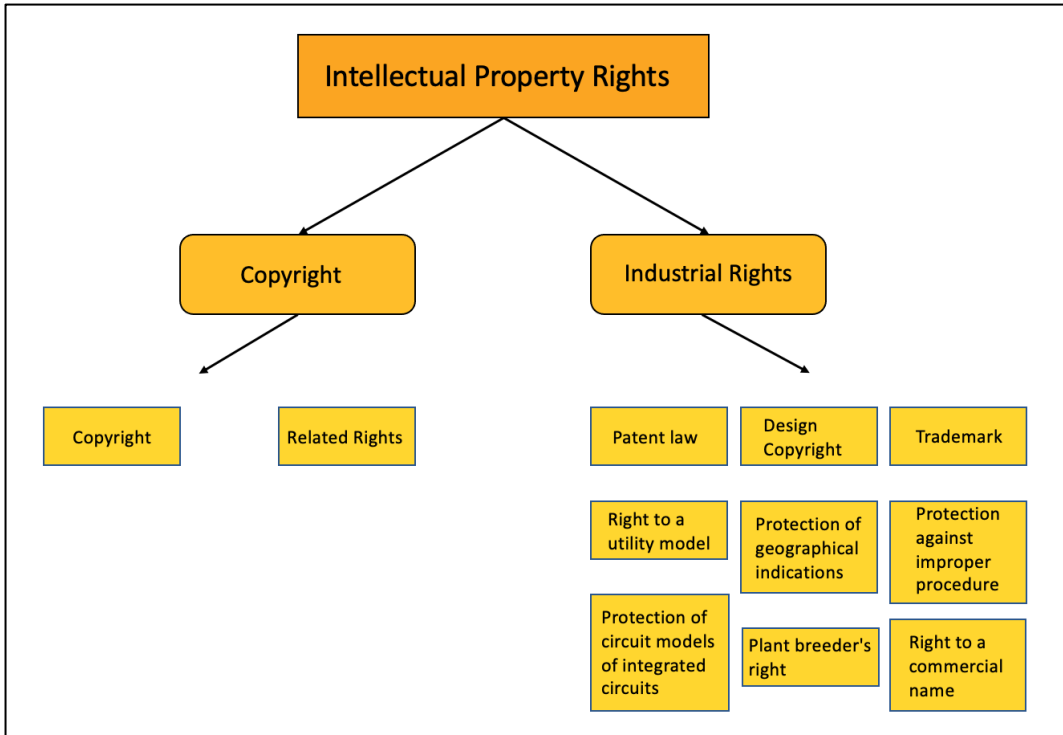 Intellectual Property Rights
Copyright
Industrial Rights
Copyright
Related Rights
Patent law
Design
Copyright
Trademark
Right to a
utility model
Protection of
geographical
indications
Protection
against
improper
procedure
Protection of
circuit models
of integrated
circuits
Plant breeder's
right
Right to a
commercial
name